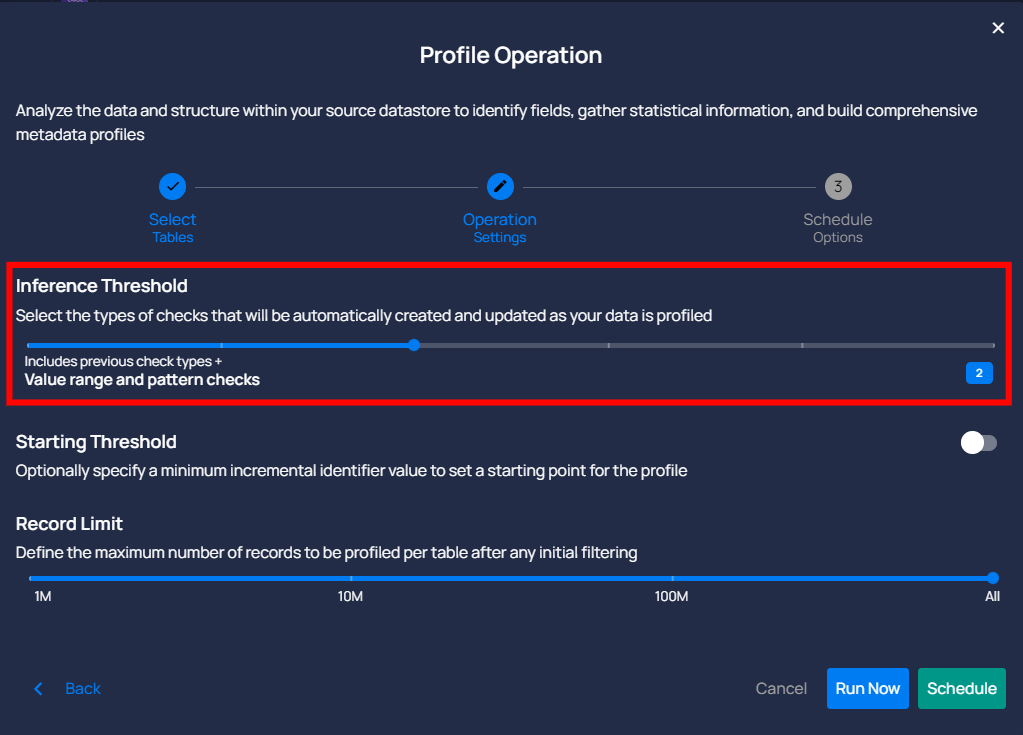 Profile Operation
Analyze the data and structure within your source datastore to identify fields, gather statistical information, and build comprehensive
metadata profiles
3
Select
Tables
Operation
Settings
Schedule
Options
Inference Threshold
Select the types of checks that will be automatically created and updated as your data is profiled
Includes previous check types +
Value range and pattern checks
2
Starting Threshold
Optionally specify a minimum incremental identifier value to set a starting point for the profile
Record Limit
Define the maximum number of records to be profiled per table after any initial filtering
1M 10M 100M All
Back
Cancel
Run Now
Schedule